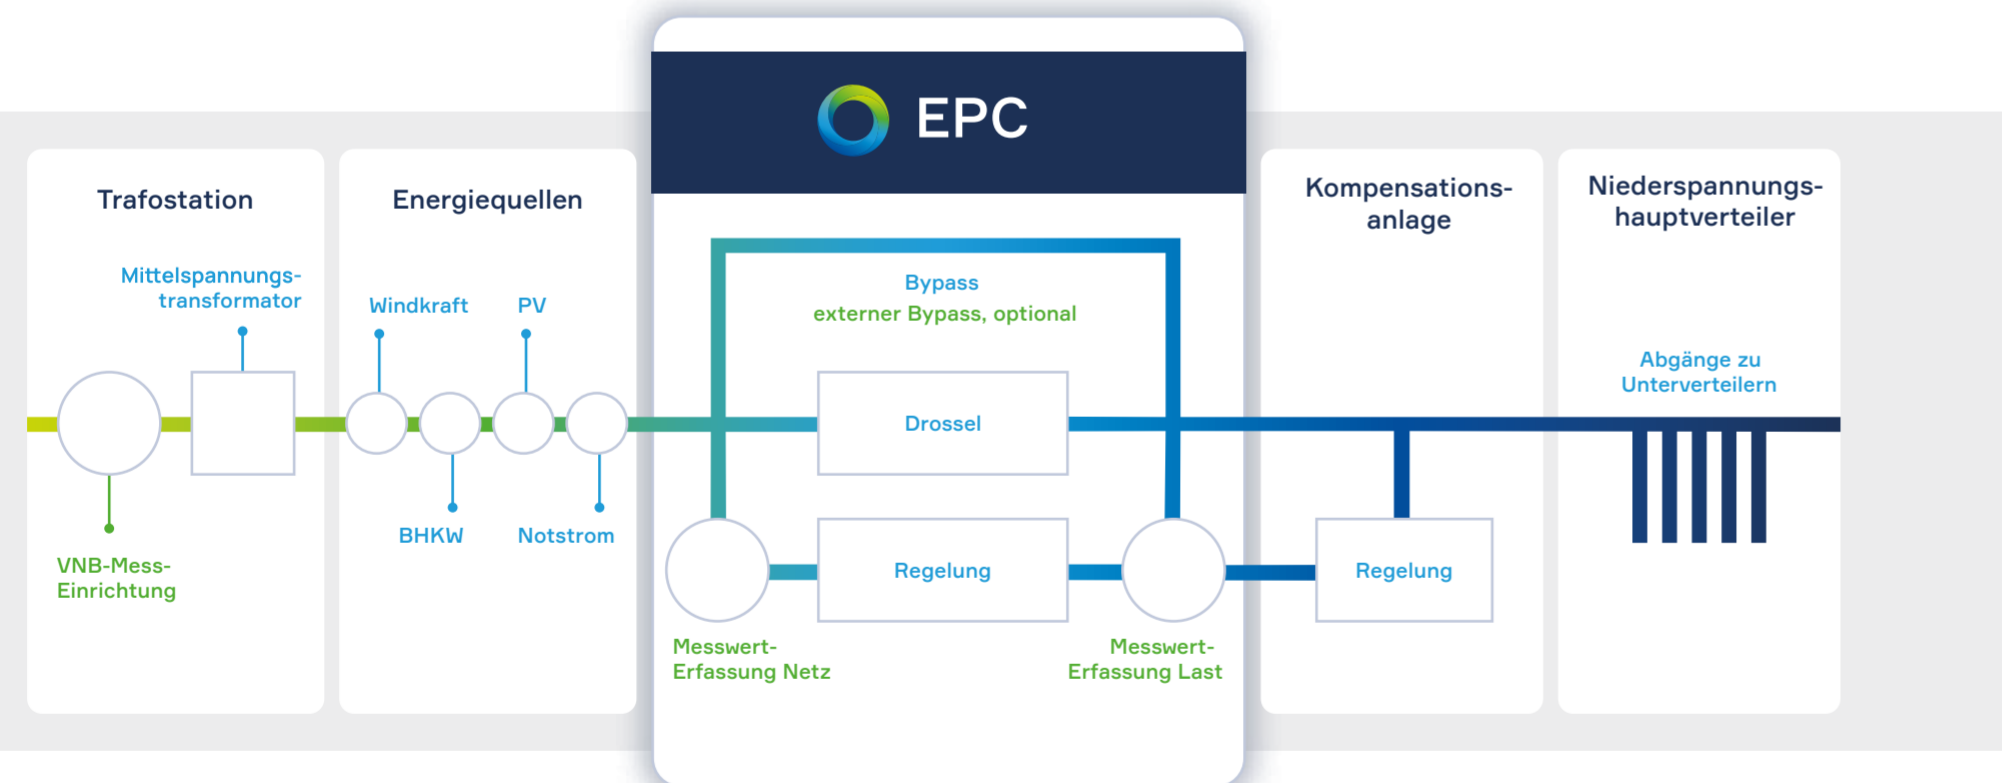 EPC
Trafostation
Mittelspannungs-
transformator
VNB-Mess-
Einrichtung
Energiequellen
Windkraft
PV
BHKW
Notstrom
Bypass
externer Bypass, optional
Drossel
Regelung
Messwert-
Erfassung Netz
Messwert-
Erfassung Last
Kompensations-
anlage
Regelung
Niederspannungs-
hauptverteiler
Abgänge zu
Unterverteilern